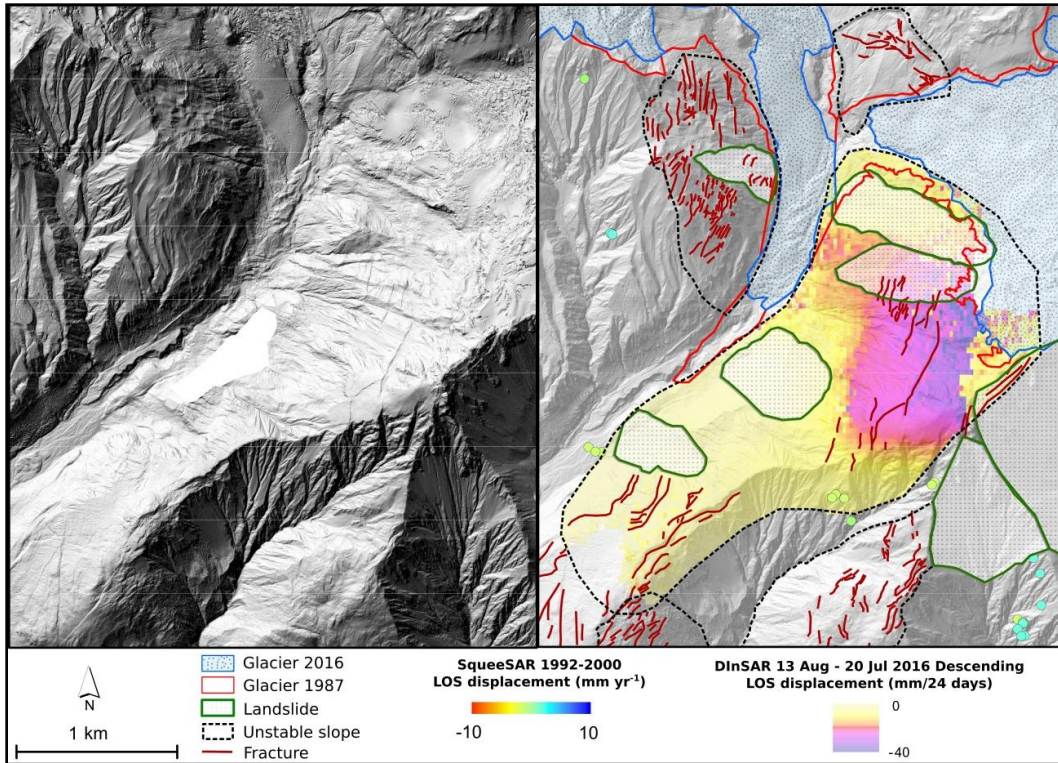 N
1 km
Glacier 2016
Glacier 1987
Landslide
Unstable slope
Fracture
SqueeSAR 1992-2000
LOS displacement (mm yr⁻¹)
-10 10
DInSAR 13 Aug - 20 Jul 2016 Descending
LOS displacement (mm/24 days)
0
-40